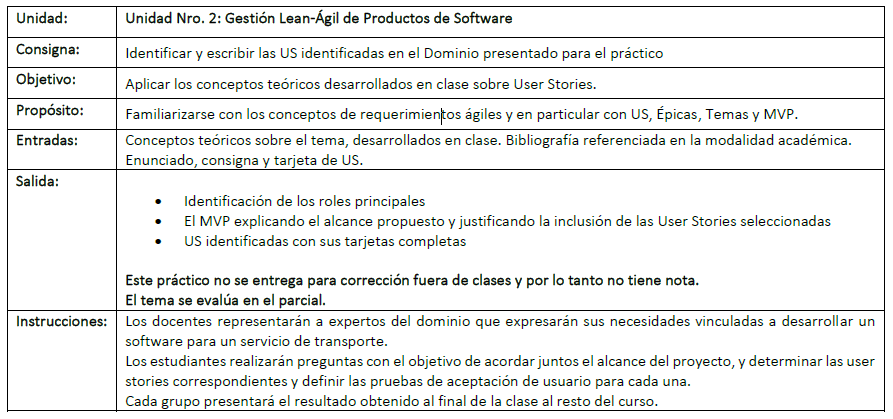 Unidad: Unidad Nro. 2: Gestión Lean-Ágil de Productos de Software
Consigna: Identificar y escribir las US identificadas en el Dominio presentado para el práctico
Objetivo: Aplicar los conceptos teóricos desarrollados en clase sobre User Stories.
Propósito: Familiarizarse con los conceptos de requerimientos ágiles y en particular con US, Épicas, Temas y MVP.
Entradas: Conceptos teóricos sobre el tema, desarrollados en clase. Bibliografía referenciada en la modalidad académica.
Enunciado, consigna y tarjeta de US.
Salida:
• Identificación de los roles principales
• El MVP explicando el alcance propuesto y justificando la inclusión de las User Stories seleccionadas
• US identificadas con sus tarjetas completas
Este práctico no se entrega para corrección fuera de clases y por lo tanto no tiene nota.
El tema se evalúa en el parcial.
Instrucciones: Los docentes representarán a expertos del dominio que expresarán sus necesidades vinculadas a desarrollar un
software para un servicio de transporte.
Los estudiantes realizarán preguntas con el objetivo de acordar juntos el alcance del proyecto, y determinar las user
stories correspondientes y definir las pruebas de aceptación de usuario para cada una.
Cada grupo presentará el resultado obtenido al final de la clase al resto del curso.